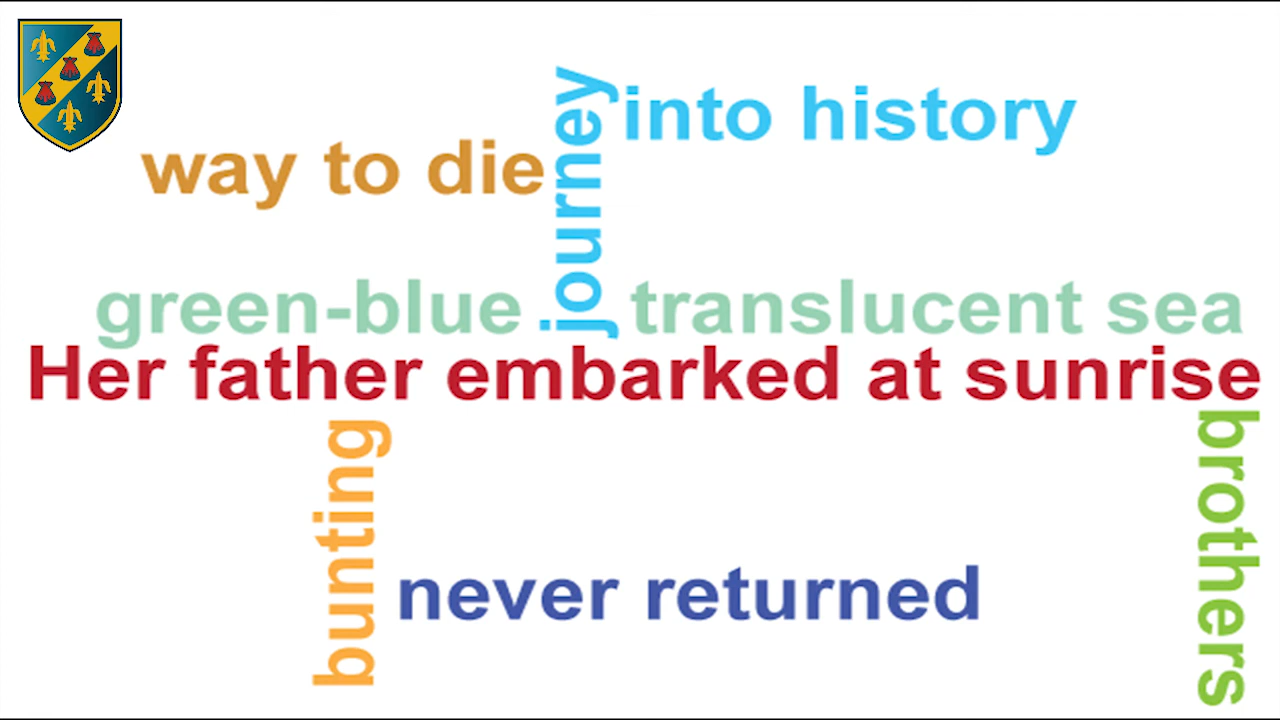 into history
journey
way to die
green-blue
translucent sea
Her father embarked at sunrise
bunting
brothers
never returned